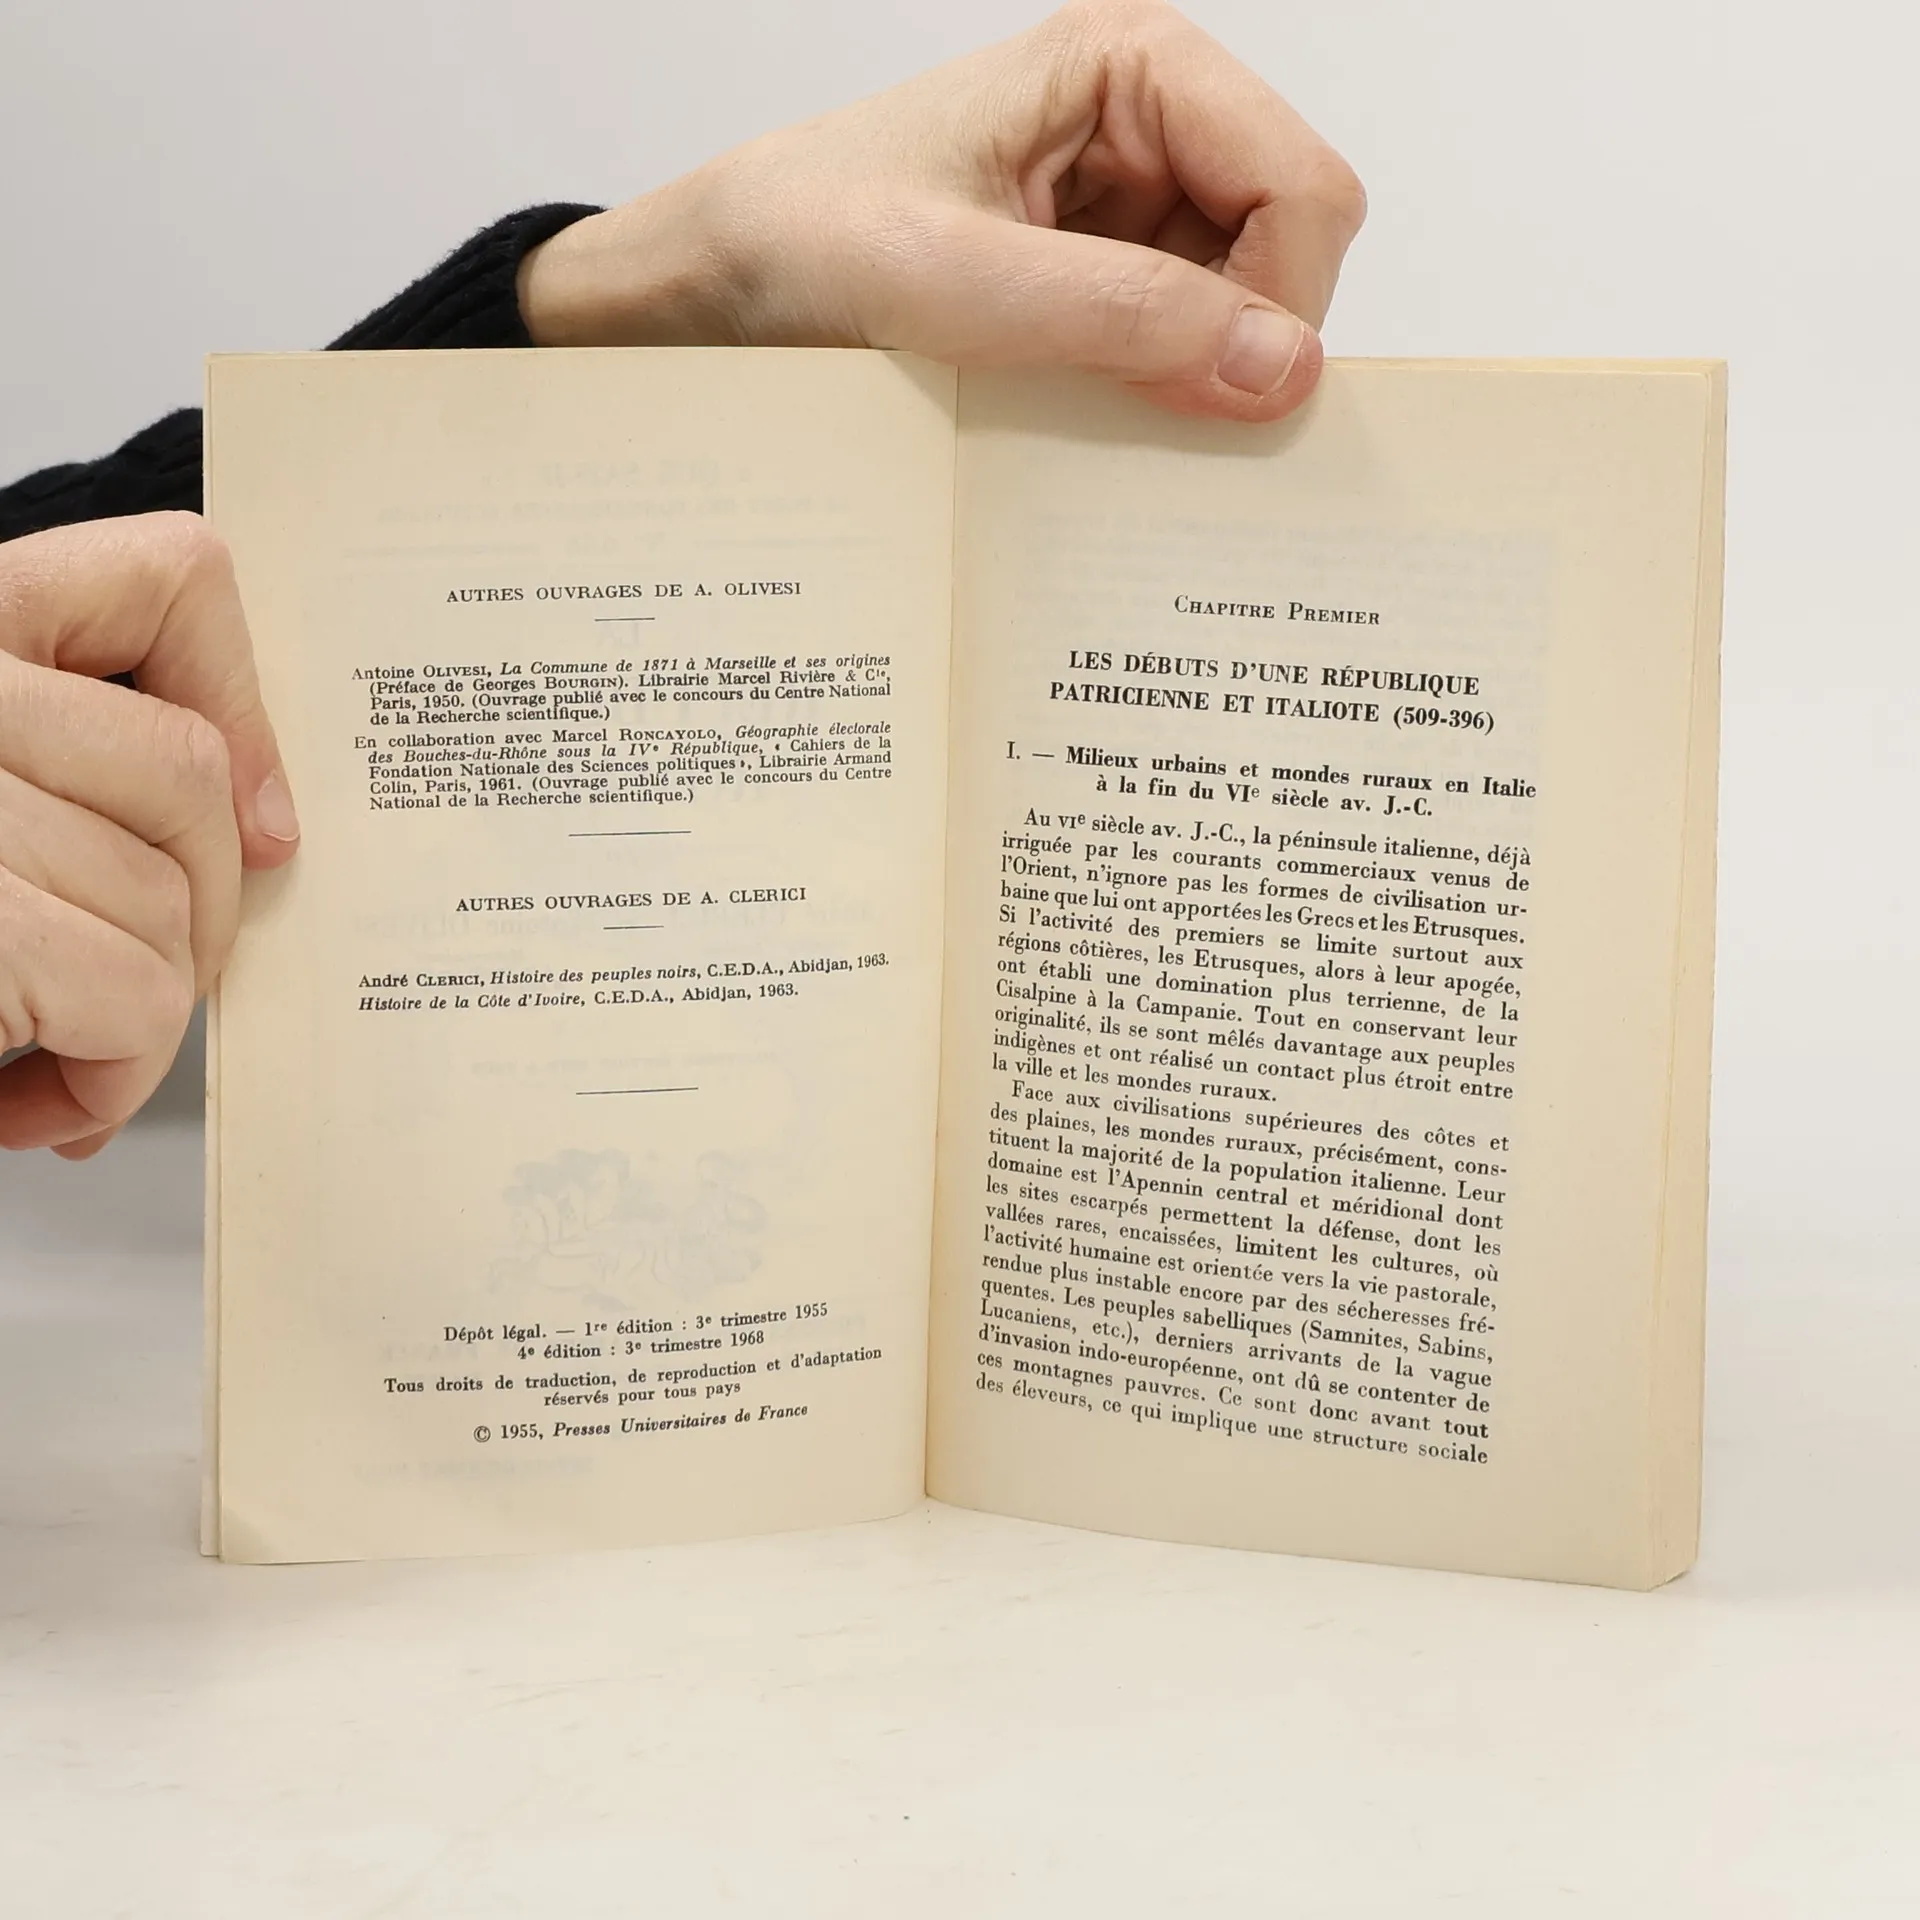 AUTRES OUVRAGES DE A. OLIVESI
Antoine OLIVESI, La Commune de 1871 à Marseille et ses origines
(Préface de Georges BOURGIN). Librairie Marcel Rivière & Cie,
Paris, 1950. (Ouvrage publié avec le concours du Centre National
de la Recherche scientifique.)
En collaboration avec Marcel RONCAYOLO, Géographie électorale
des Bouches-du-Rhône sous la IVe République, « Cahiers de la
Fondation Nationale des Sciences politiques », Librairie Armand
Colin, Paris, 1961. (Ouvrage publié avec le concours du Centre
National de la Recherche scientifique.)
AUTRES OUVRAGES DE A. CLERICI
André CLERICI, Histoire des peuples noirs, C.E.D.A., Abidjan, 1963.
Histoire de la Côte d'Ivoire, C.E.D.A., Abidjan, 1963.
Dépôt légal. — 1re édition : 3e trimestre 1955
4e édition : 3e trimestre 1968
Tous droits de traduction, de reproduction et d'adaptation
réservés pour tous pays
© 1955, Presses Universitaires de France
CHAPITRE PREMIER
LES DÉBUTS D'UNE RÉPUBLIQUE
PATRICIENNE ET ITALIOTE (509-396)
I. — Milieux urbains et mondes ruraux en Italie
à la fin du VIe siècle av. J.-C.
Au VIe siècle av. J.-C., la péninsule italienne, déjà
irriguée par les courants commerciaux venus de
l'Orient, n'ignore pas les formes de civilisation ur-
baine que lui ont apportées les Grecs et les Etrusques.
Si l'activité des premiers se limite surtout aux
régions côtières, les Etrusques, alors à leur apogée,
ont établi une domination plus terrienne, de la
Cisalpine à la Campanie. Tout en conservant leur
originalité, ils se sont mêlés davantage aux peuples
indigènes et ont réalisé un contact plus étroit entre
la ville et les mondes ruraux.
Face aux civilisations supérieures des côtes et
des plaines, les mondes ruraux, précisément, cons-
tituent la majorité de la population italienne. Leur
domaine est l'Apennin central et méridional dont
les sites escarpés permettent la défense, dont les
vallées rares, encaissées, limitent les cultures, où
l'activité humaine est orientée vers la vie pastorale,
rendue plus instable encore par des sécheresses fré-
quentes. Les peuples sabelliques (Samnites, Sabins,
Lucaniens, etc.), derniers arrivants de la vague
d'invasion indo-européenne, ont dû se contenter de
ces montagnes pauvres. Ce sont donc avant tout
des éleveurs, ce qui implique une structure sociale